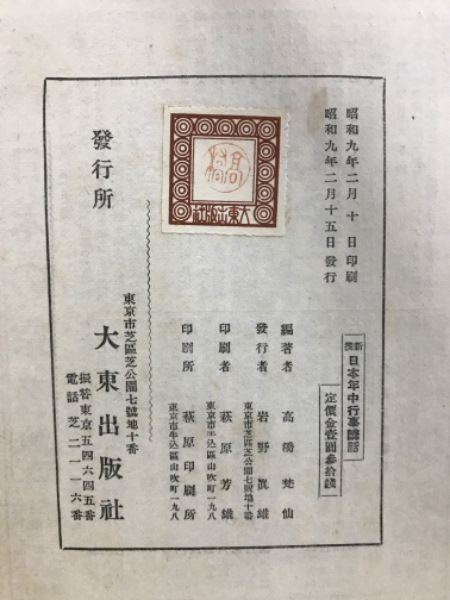 昭和九年二月十日印刷
昭和九年二月十五日發行
新撰 日本年中行事講話
定價金壹圓參拾錢
編著者 高橋梵仙
發行者 岩野眞雄
東京市芝區芝公園七號地十番
印刷者 萩原芳雄
東京市牛込區山吹町一九八
印刷所 萩原印刷所
東京市牛込區山吹町一九八
發行所
東京市芝區芝公園七號地十番
大東出版社
振替東京五四六四五番
電話芝二一一六番
大東出版社